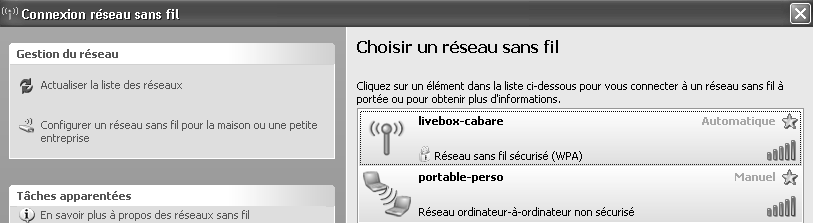 Connexion réseau sans fil
Gestion du réseau
Actualiser la liste des réseaux
Configurer un réseau sans fil pour la maison ou une petite
entreprise
Tâches apparentées
En savoir plus à propos des réseaux sans fil
Choisir un réseau sans fil
Cliquez sur un élément dans la liste ci-dessous pour vous connecter à un réseau sans fil à
portée ou pour obtenir plus d'informations.
livebox-cabare Automatique
Réseau sans fil sécurisé (WPA)
portable-perso Manuel
Réseau ordinateur-à-ordinateur non sécurisé